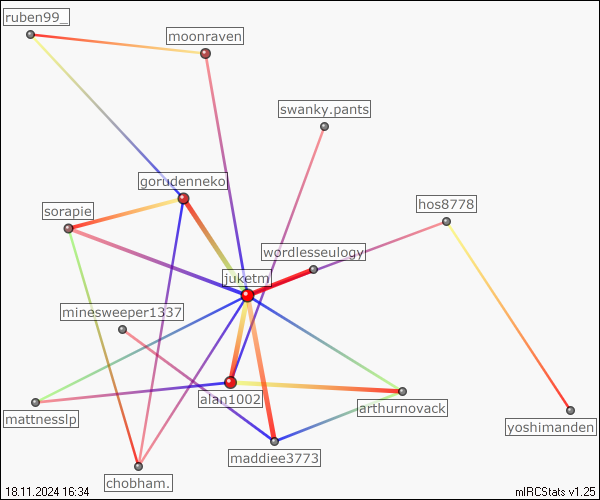 ruben99_
moonraven
swanky.pants
gorudenneko
hos8778
sorapie
wordlesseulogy
juketm
minesweeper1337
alan1002
arthurnovack
mattnesslp
yoshimanden
maddiee3773
chobham.
18.11.2024 16:34
mIRCStats v1.25